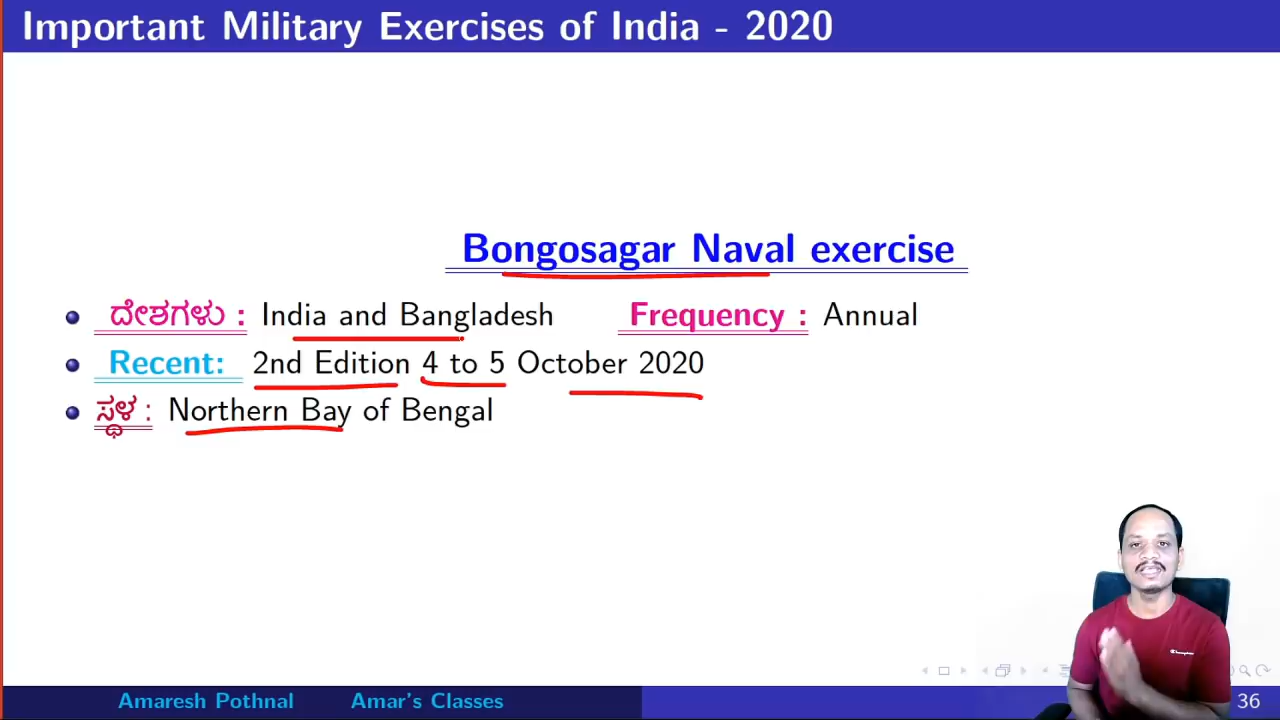 Important Military Exercises of India - 2020
Bongosagar Naval exercise
ದೇಶಗಳು : India and Bangladesh Frequency : Annual
Recent: 2nd Edition 4 to 5 October 2020
ಸ್ಥಳ : Northern Bay of Bengal
Champion
Amaresh Pothnal Amar's Classes 36